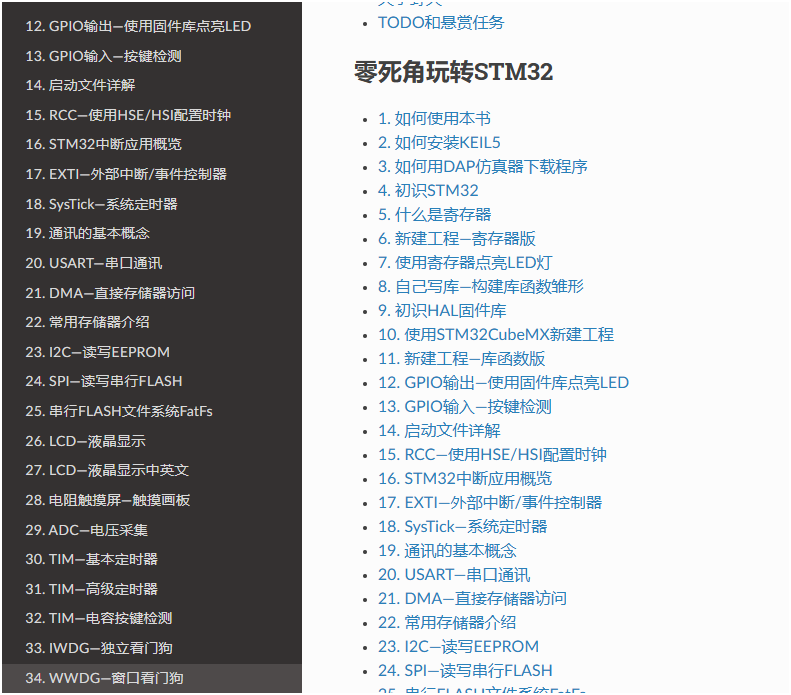 12. GPIO输出—使用固件库点亮LED
13. GPIO输入—按键检测
14. 启动文件详解
15. RCC—使用HSE/HSI配置时钟
16. STM32中断应用概览
17. EXTI—外部中断/事件控制器
18. SysTick—系统定时器
19. 通讯的基本概念
20. USART—串口通讯
21. DMA—直接存储器访问
22. 常用存储器介绍
23. I2C—读写EEPROM
24. SPI—读写串行FLASH
25. 串行FLASH文件系统FatFs
26. LCD—液晶显示
27. LCD—液晶显示中英文
28. 电阻触摸屏—触摸画板
29. ADC—电压采集
30. TIM—基本定时器
31. TIM—高级定时器
32. TIM—电容按键检测
33. IWDG—独立看门狗
34. WWDG—窗口看门狗
TODO和悬赏任务
零死角玩转STM32
1. 如何使用本书
2. 如何安装KEIL5
3. 如何用DAP仿真器下载程序
4. 初识STM32
5. 什么是寄存器
6. 新建工程—寄存器版
7. 使用寄存器点亮LED灯
8. 自己写库—构建库函数雏形
9. 初识HAL固件库
10. 使用STM32CubeMX新建工程
11. 新建工程—库函数版
12. GPIO输出—使用固件库点亮LED
13. GPIO输入—按键检测
14. 启动文件详解
15. RCC—使用HSE/HSI配置时钟
16. STM32中断应用概览
17. EXTI—外部中断/事件控制器
18. SysTick—系统定时器
19. 通讯的基本概念
20. USART—串口通讯
21. DMA—直接存储器访问
22. 常用存储器介绍
23. I2C—读写EEPROM
24. SPI—读写串行FLASH
25. 串行FLASH文件系统FatFs